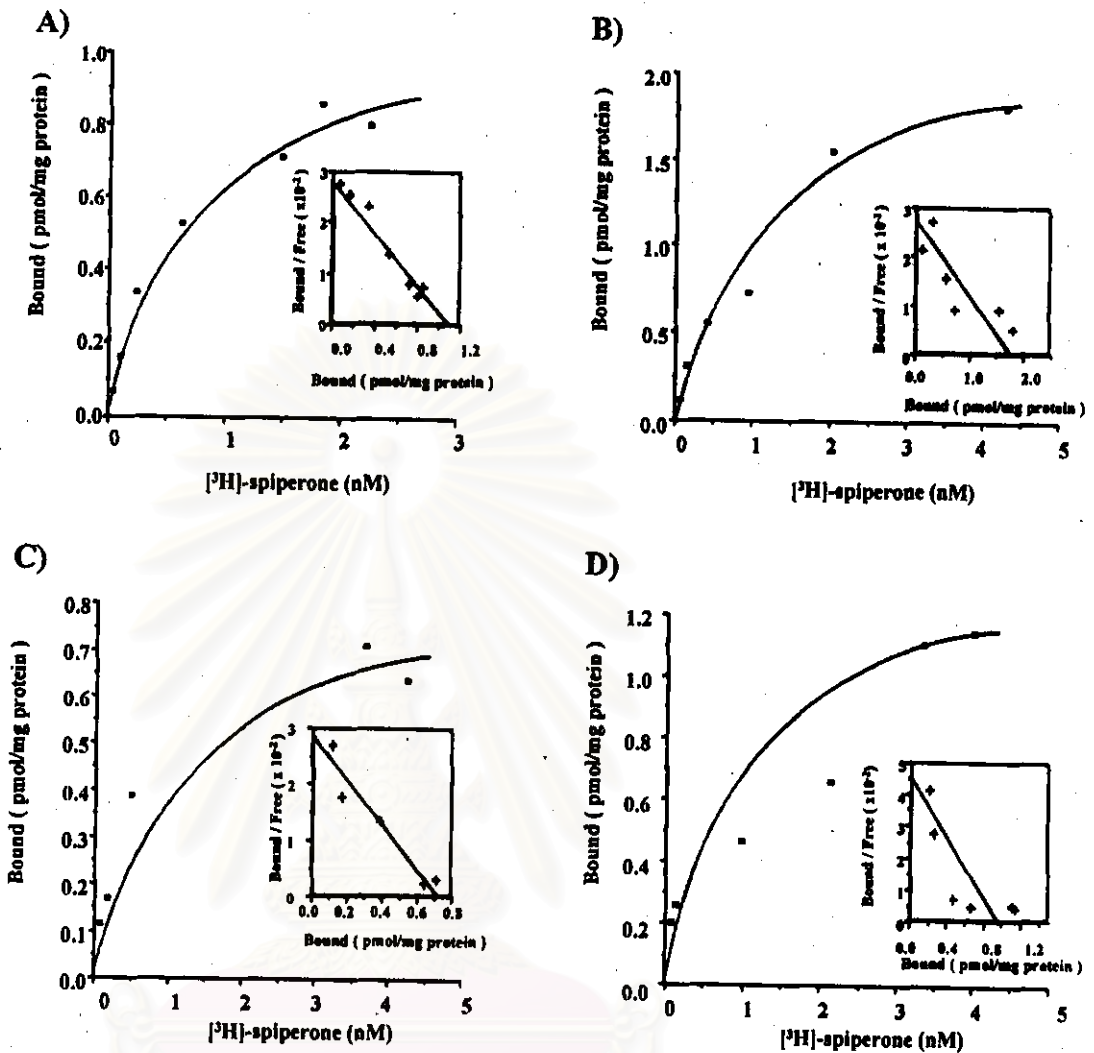 A)
1.0
0.8
0.6
0.4
0.2
0.0
Bound ( pmol/mg protein )
0 1 2 3
[³H]-spiperone (nM)
3
2
1
0
Bound / Free ( x10⁻²)
0.0 0.4 0.8 1.2
Bound ( pmol/mg protein )
B)
2.0
1.5
1.0
0.5
0.0
Bound ( pmol/mg protein )
0 1 2 3 4 5
[³H]-spiperone (nM)
3
2
1
0
Bound / Free ( x 10⁻²)
0.0 1.0 2.0
Bound ( pmol/mg protein )
C)
0.8
0.7
0.6
0.5
0.4
0.3
0.2
0.1
0.0
Bound ( pmol/mg protein )
0 1 2 3 4 5
[³H]-spiperone (nM)
3
2
1
0
Bound / Free ( x 10⁻²)
0.0 0.2 0.4 0.6 0.8
Bound ( pmol/mg protein )
D)
1.2
1.0
0.8
0.6
0.4
0.2
0.0
Bound ( pmol/mg protein )
0 1 2 3 4 5
[³H]-spiperone (nM)
5
4
3
2
1
0
Bound / Free ( x10⁻²)
0.0 0.4 0.8 1.2
Bound ( pmol/mg protein )